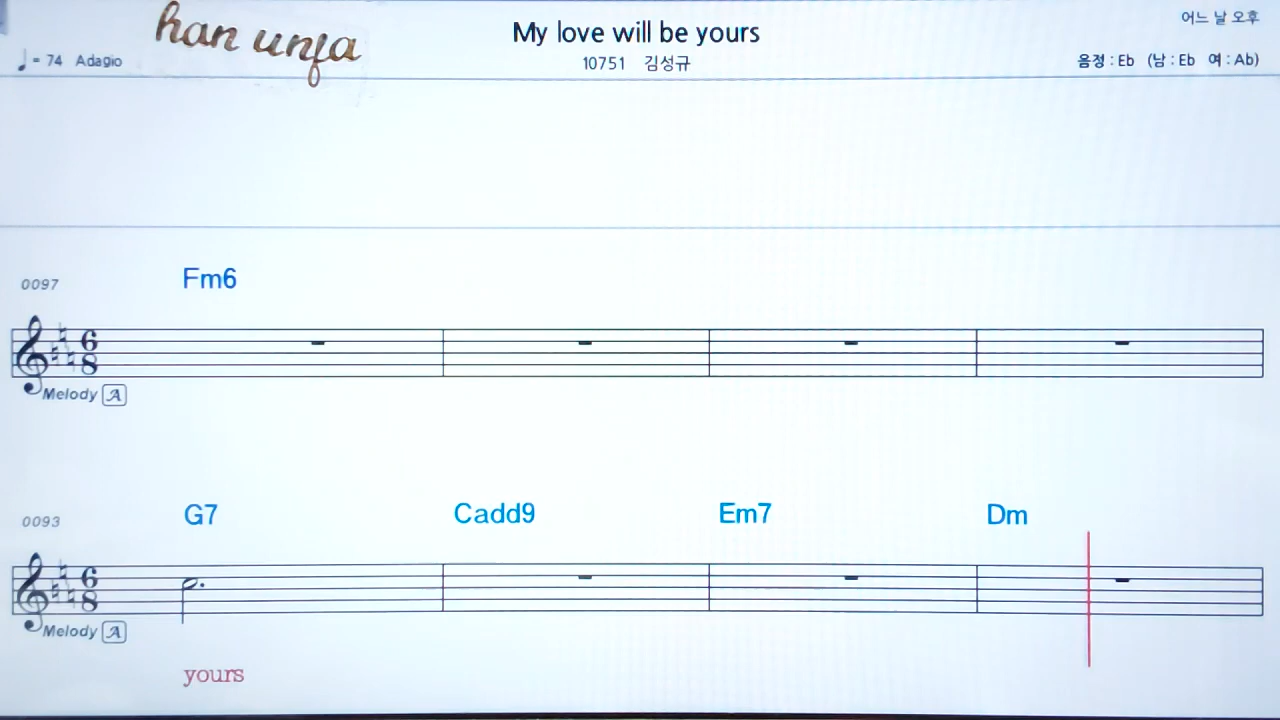 han unfa
My love will be yours
어느 날 오후
♩= 74 Adagio
10751 김성규
음정 : Eb (남 : Eb 여 : Ab)
0097
Fm6
6
8
Melody A
0093
G7 Cadd9 Em7 Dm
6
8
Melody A
yours